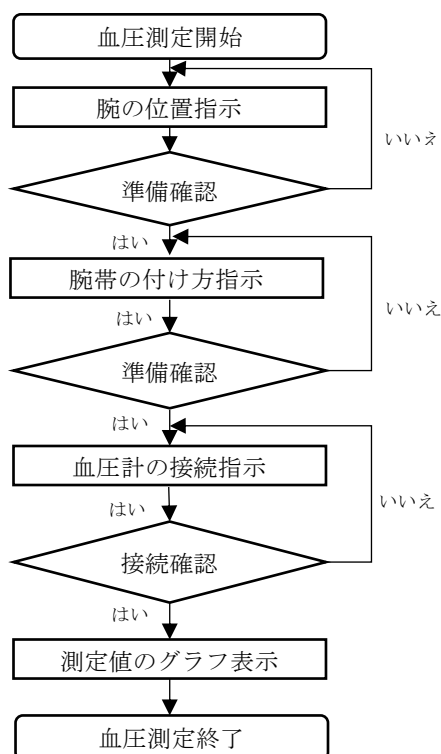 血圧測定開始
腕の位置指示
いいえ
準備確認
はい
腕帯の付け方指示
はい
いいえ
準備確認
はい
血圧計の接続指示
はい
いいえ
接続確認
はい
測定値のグラフ表示
血圧測定終了